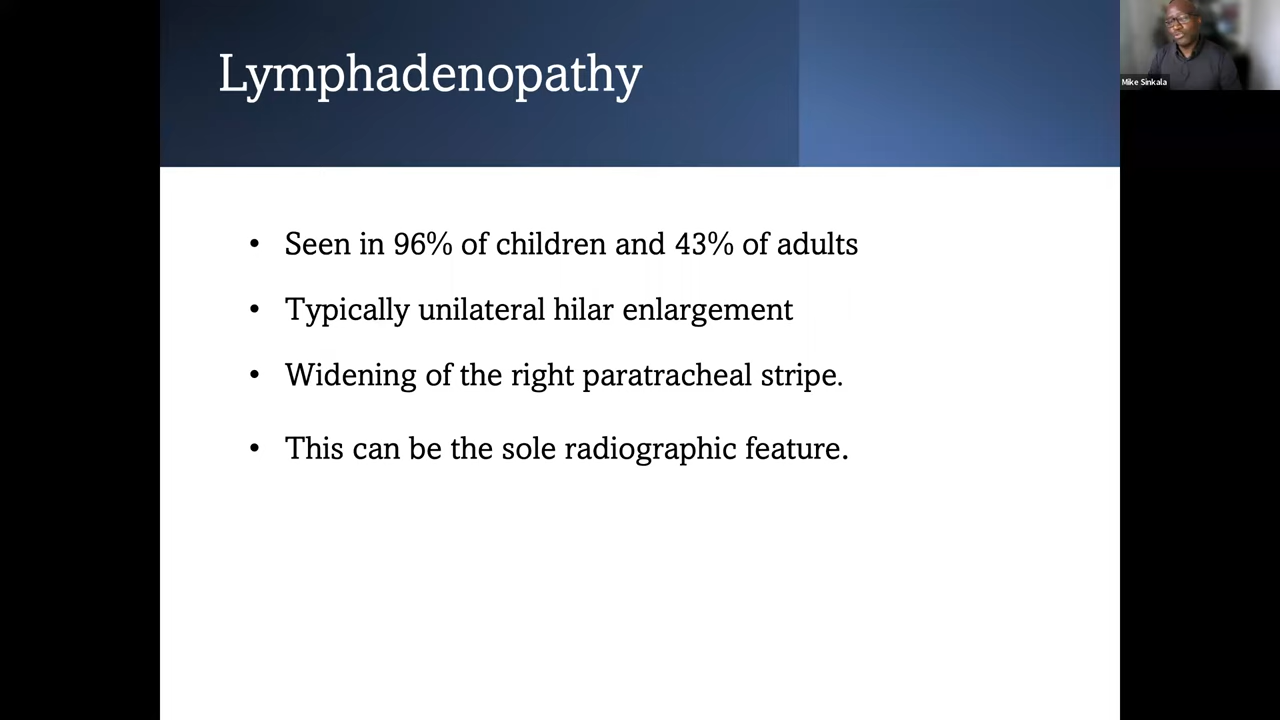 Lymphadenopathy
Mike Sinkala
• Seen in 96% of children and 43% of adults
• Typically unilateral hilar enlargement
• Widening of the right paratracheal stripe.
• This can be the sole radiographic feature.